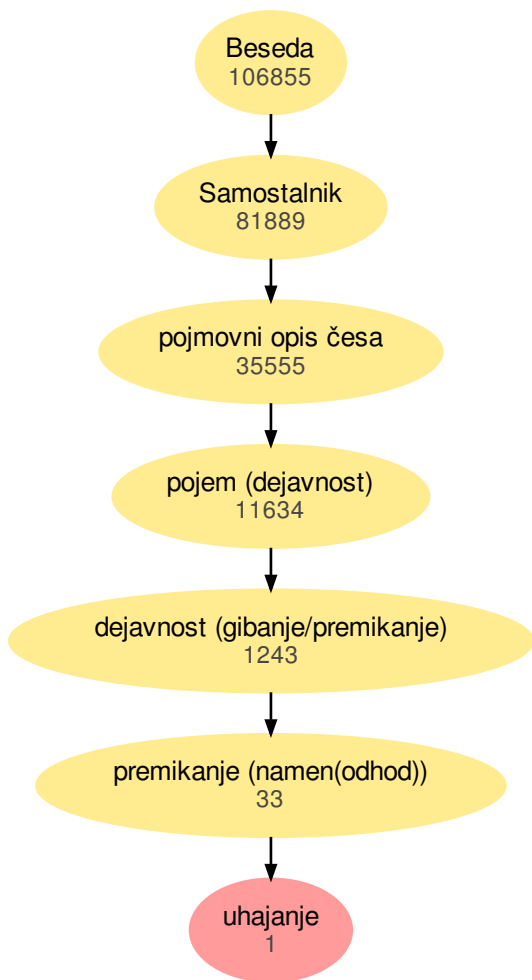 Beseda
106855
Samostalnik
81889
pojmovni opis česa
35555
pojem (dejavnost)
11634
dejavnost (gibanje/premikanje)
1243
premikanje (namen(odhod))
33
uhajanje
1